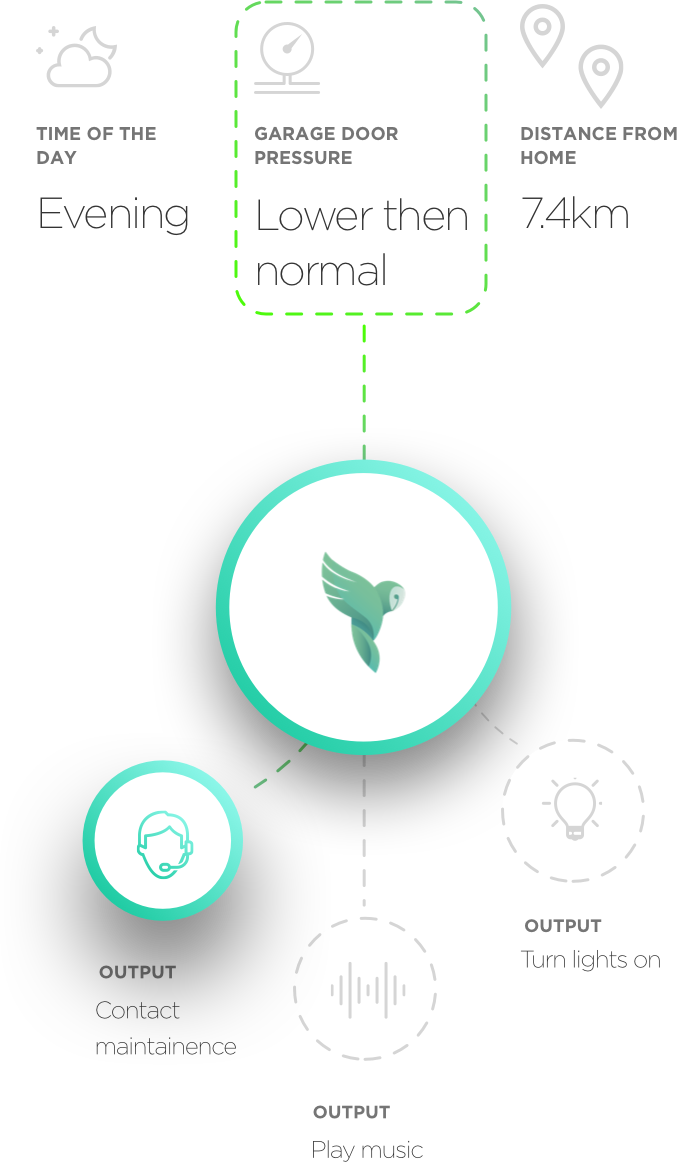 TIME OF THE
DAY
Evening
GARAGE DOOR
PRESSURE
Lower then
normal
DISTANCE FROM
HOME
7.4km
OUTPUT
Contact
maintainence
OUTPUT
Play music
OUTPUT
Turn lights on